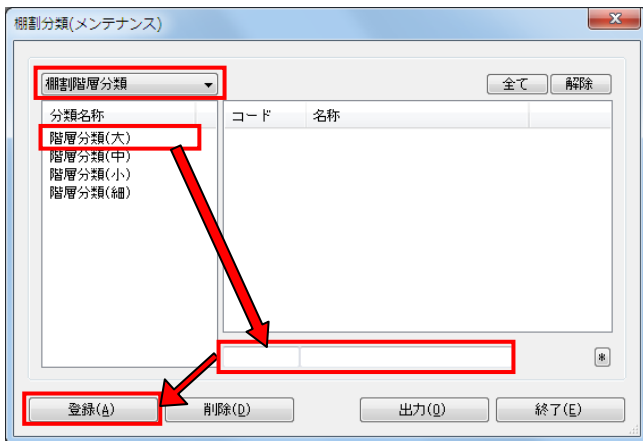 棚割分類(メンテナンス)
棚割階層分類
全て 解除
分類名称 コード 名称
階層分類(大)
階層分類(中)
階層分類(小)
階層分類(細)
*
登録(A) 削除(D) 出力(O) 終了(E)